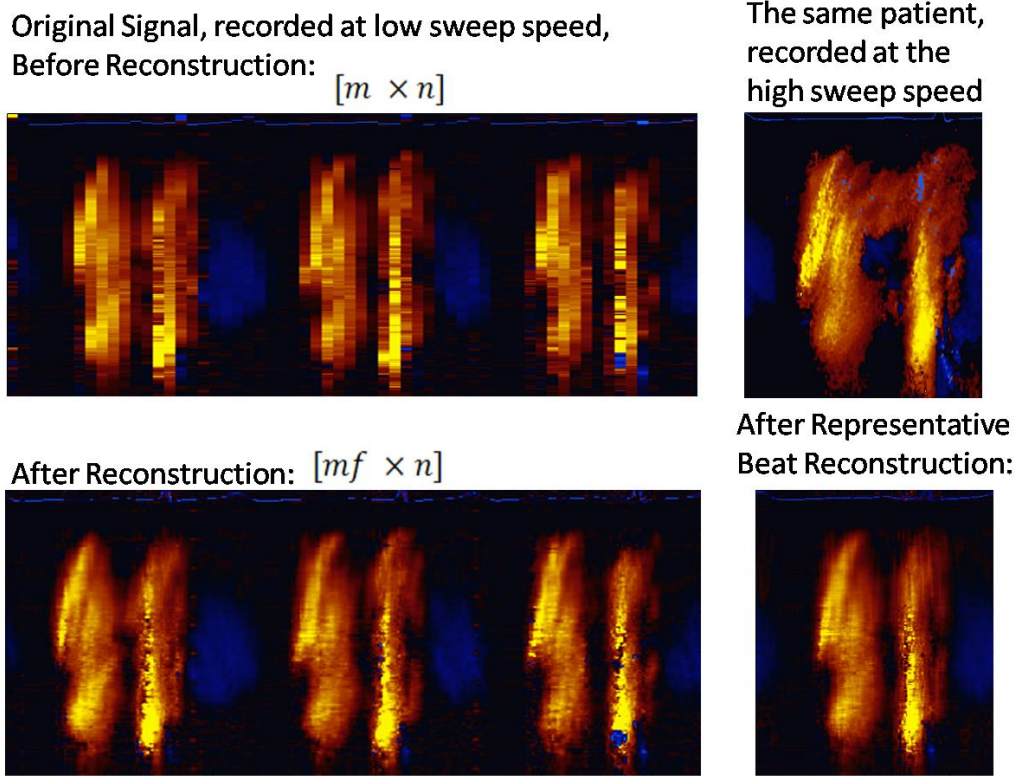 Original Signal, recorded at low sweep speed,
Before Reconstruction:
[m × n]
The same patient,
recorded at the
high sweep speed
After Reconstruction: [mf × n]
After Representative
Beat Reconstruction: